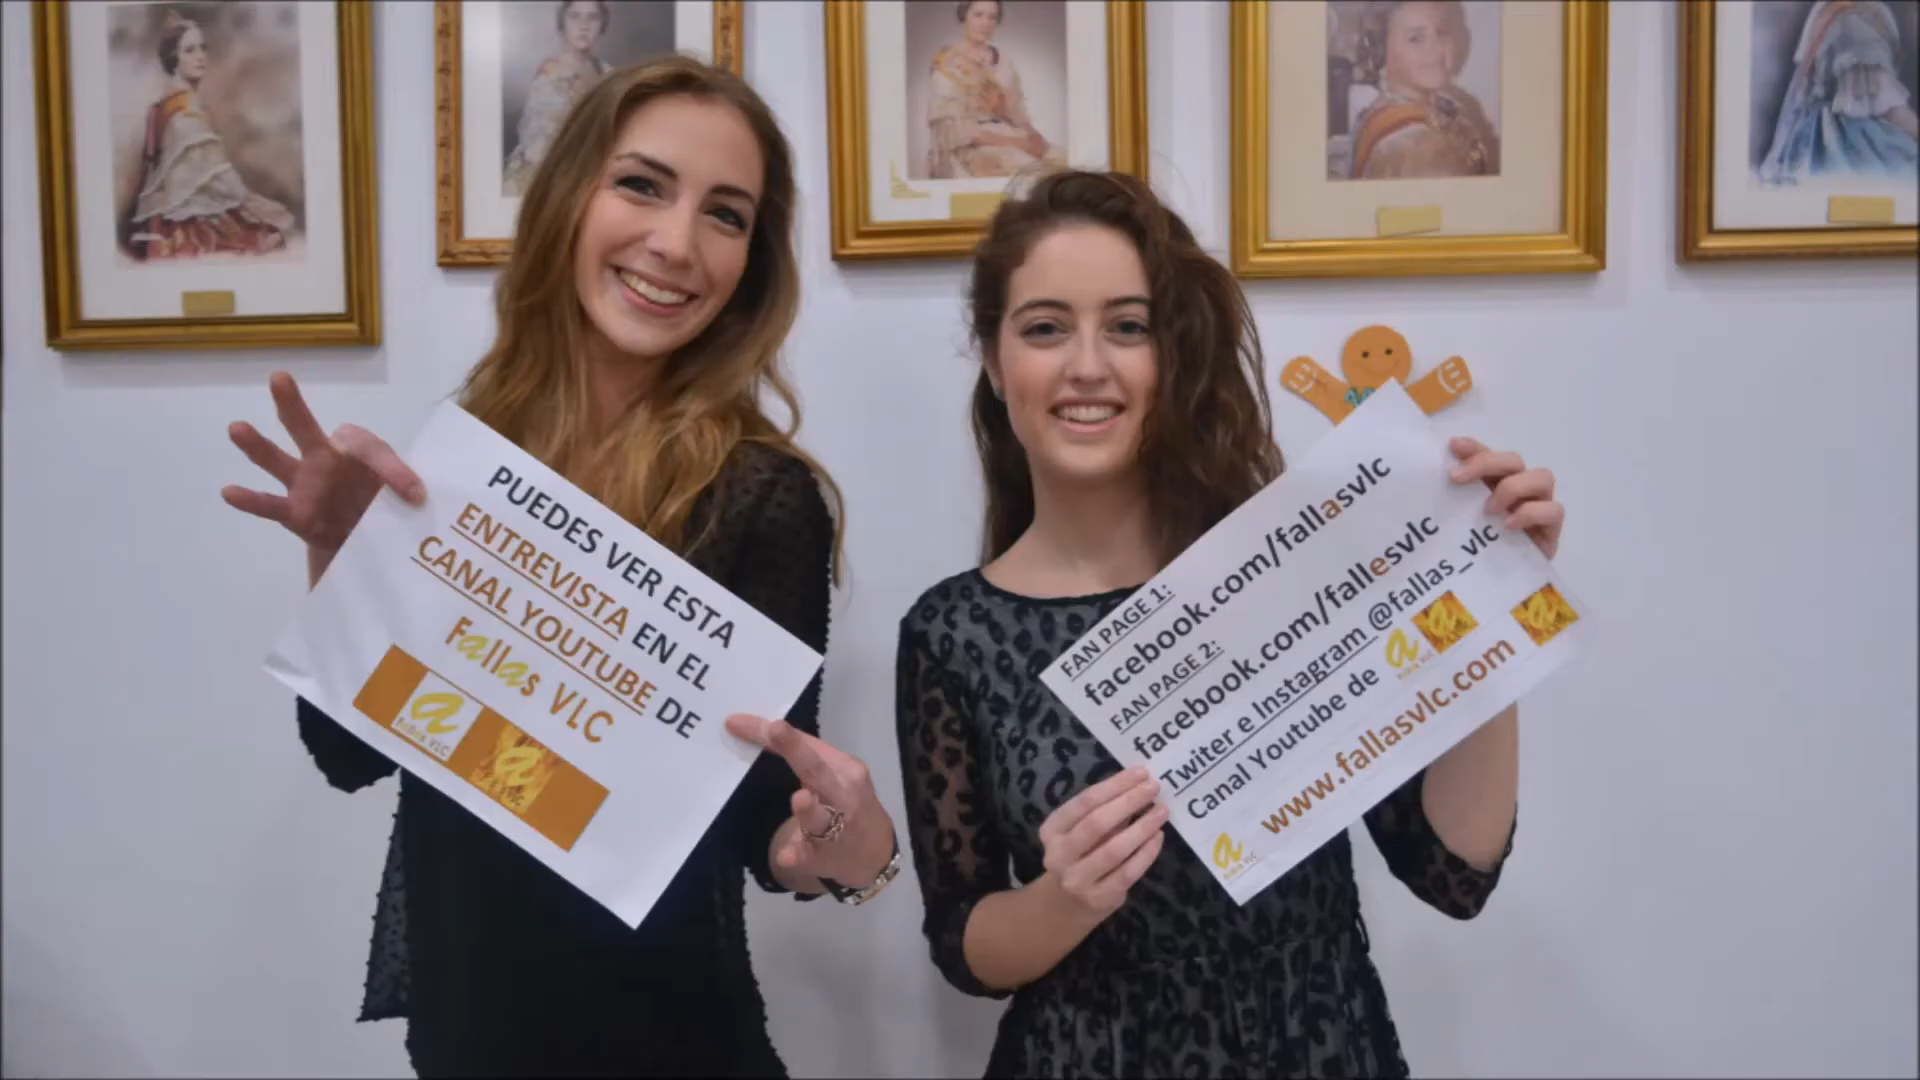 PUEDES VER ESTA
ENTREVISTA EN EL
CANAL YOUTUBE DE
Fallas VLC
a
vlc
FAN PAGE 1:
facebook.com/fallasvlc
FAN PAGE 2:
facebook.com/fallesvlc
Twiter e Instagram @fallas_vlc
Canal Youtube de
www.fallasvlc.com